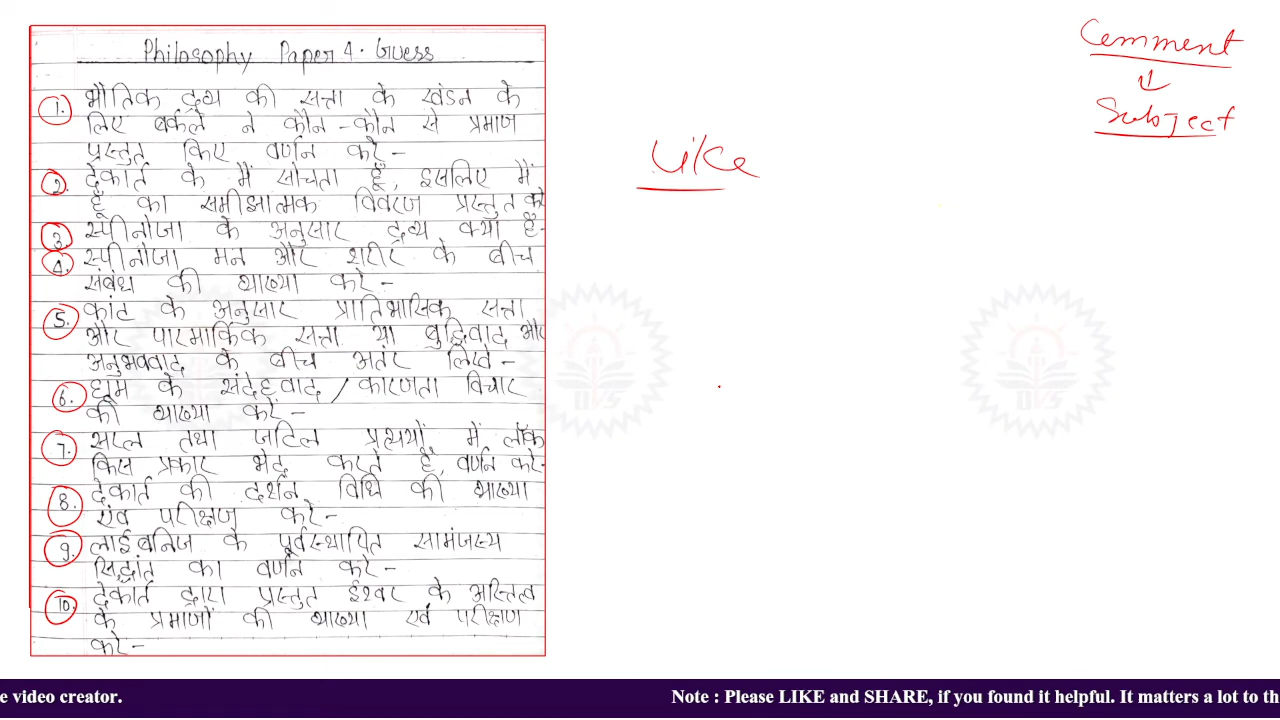 Philosophy Paper 4. Guess
1. भौतिक द्रव्य की सत्ता के खंडन के
लिए बर्कले ने कौन-कौन से प्रमाण
प्रस्तुत किए वर्णन करे-
2. देकार्त के मैं सोचता हूँ, इसलिए मैं
हूँ का समीक्षात्मक विवरण प्रस्तुत करे
3. स्पीनोजा के अनुसार द्रव्य क्या है-
4. स्पीनोजा मन और शरीर के बीच
संबंध की व्याख्या करे-
5. कांट के अनुसार प्रातिभासिक सत्ता
और पारमार्किक सत्ता या बुद्धिवाद और
अनुभववाद के बीच अंतर लिखे-
6. ह्यूम के संदेहवाद / कारणता विचार
की व्याख्या करें-
7. सरल तथा जटिल प्रत्ययों में लॉक
किस प्रकार भेद करते हैं, वर्णन करे-
8. देकार्त की दर्शन विधि की व्याख्या
एंव परीक्षण करे-
9. लाईबनिज के पूर्वस्थापित सामंजस्य
सिद्धांत का वर्णन करे-
10. देकार्त द्वारा प्रस्तुत ईश्वर के अस्तित्व
के प्रमाणों की व्याख्या एवं परीक्षण
करे-
Like
Comment
↓
Subject
DVS
DVS
DVS
e video creator.
Note : Please LIKE and SHARE, if you found it helpful. It matters a lot to th